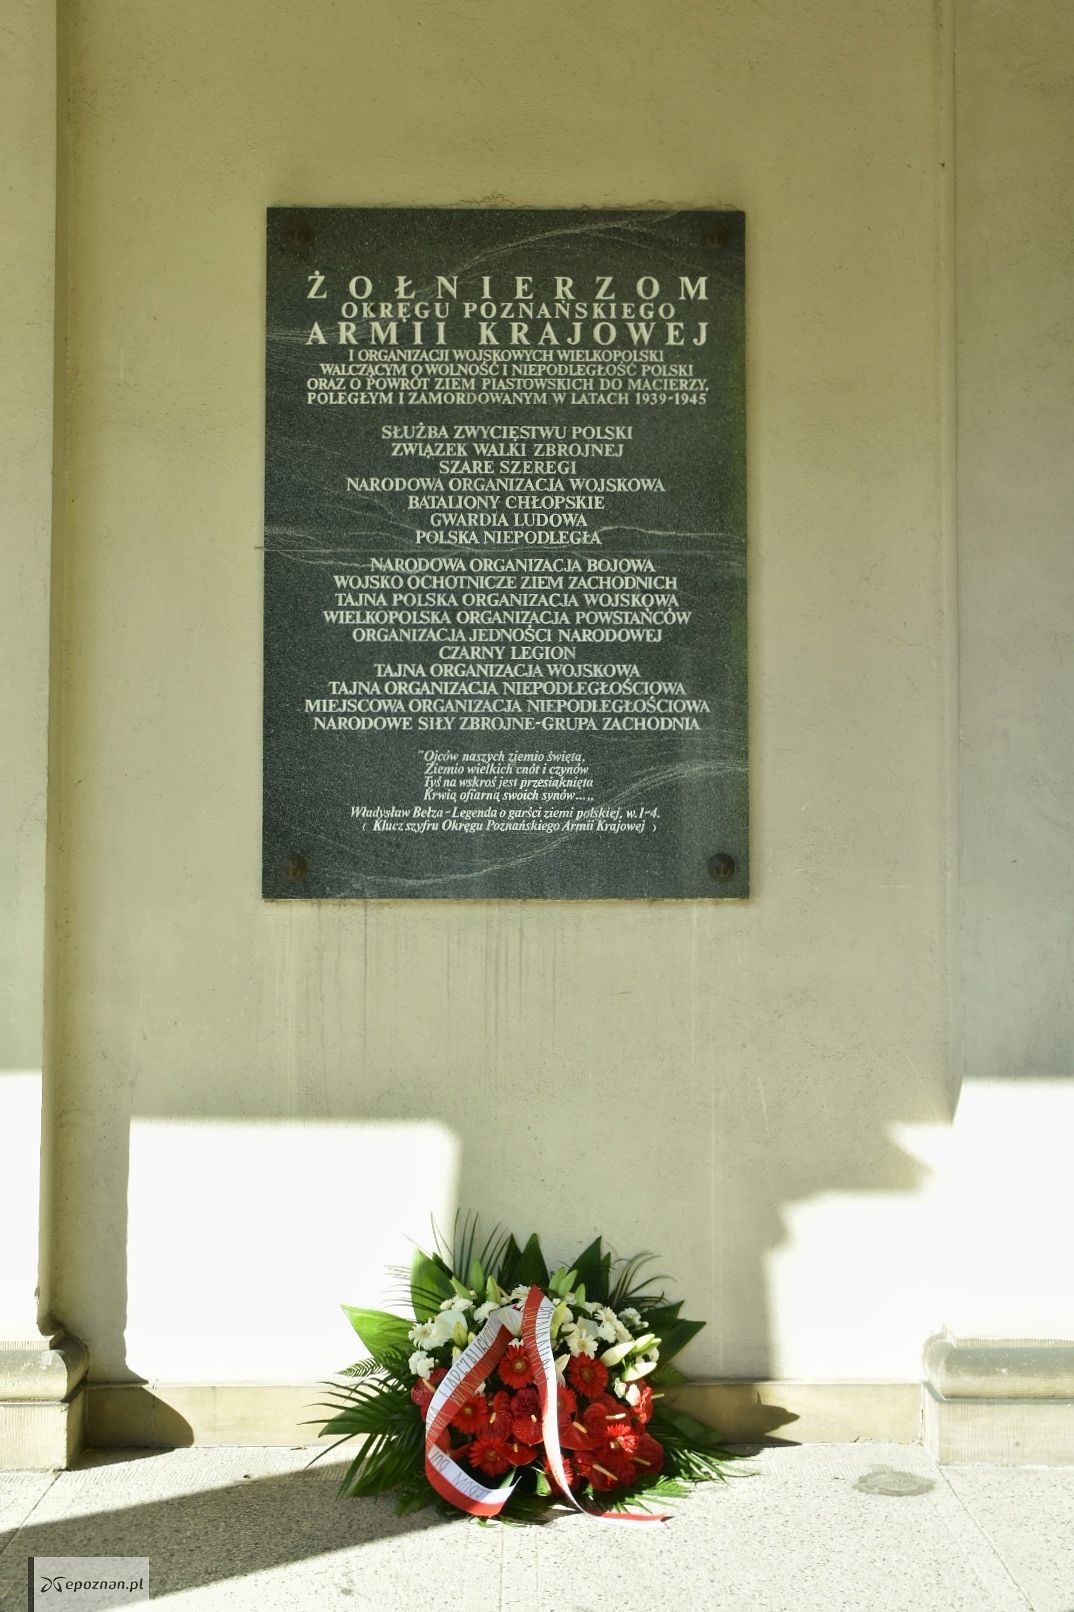 ŻOŁNIERZOM
OKRĘGU POZNAŃSKIEGO
ARMII KRAJOWEJ
I ORGANIZACJI WOJSKOWYCH WIELKOPOLSKI
WALCZĄCYM O WOLNOŚĆ I NIEPODLEGŁOŚĆ POLSKI
ORAZ O POWRÓT ZIEM PIASTOWSKICH DO MACIERZY,
POLEGŁYM I ZAMORDOWANYM W LATACH 1939-1945
SŁUŻBA ZWYCIĘSTWU POLSKI
ZWIĄZEK WALKI ZBROJNEJ
SZARE SZEREGI
NARODOWA ORGANIZACJA WOJSKOWA
BATALIONY CHŁOPSKIE
GWARDIA LUDOWA
POLSKA NIEPODLEGŁA
NARODOWA ORGANIZACJA BOJOWA
WOJSKO OCHOTNICZE ZIEM ZACHODNICH
TAJNA POLSKA ORGANIZACJA WOJSKOWA
WIELKOPOLSKA ORGANIZACJA POWSTAŃCÓW
ORGANIZACJA JEDNOŚCI NARODOWEJ
CZARNY LEGION
TAJNA ORGANIZACJA WOJSKOWA
TAJNA ORGANIZACJA NIEPODLEGŁOŚCIOWA
MIEJSCOWA ORGANIZACJA NIEPODLEGŁOŚCIOWA
NARODOWE SIŁY ZBROJNE-GRUPA ZACHODNIA
"Ojców naszych ziemio święta,
Ziemio wielkich cnót i czynów
Tyś na wskroś jest przesiąknięta
Krwią ofiarną swoich synów...„
Władysław Bełza - Legenda o garści ziemi polskiej, w. 1-4.
( Klucz szyfru Okręgu Poznańskiego Armii Krajowej )
epoznan.pl